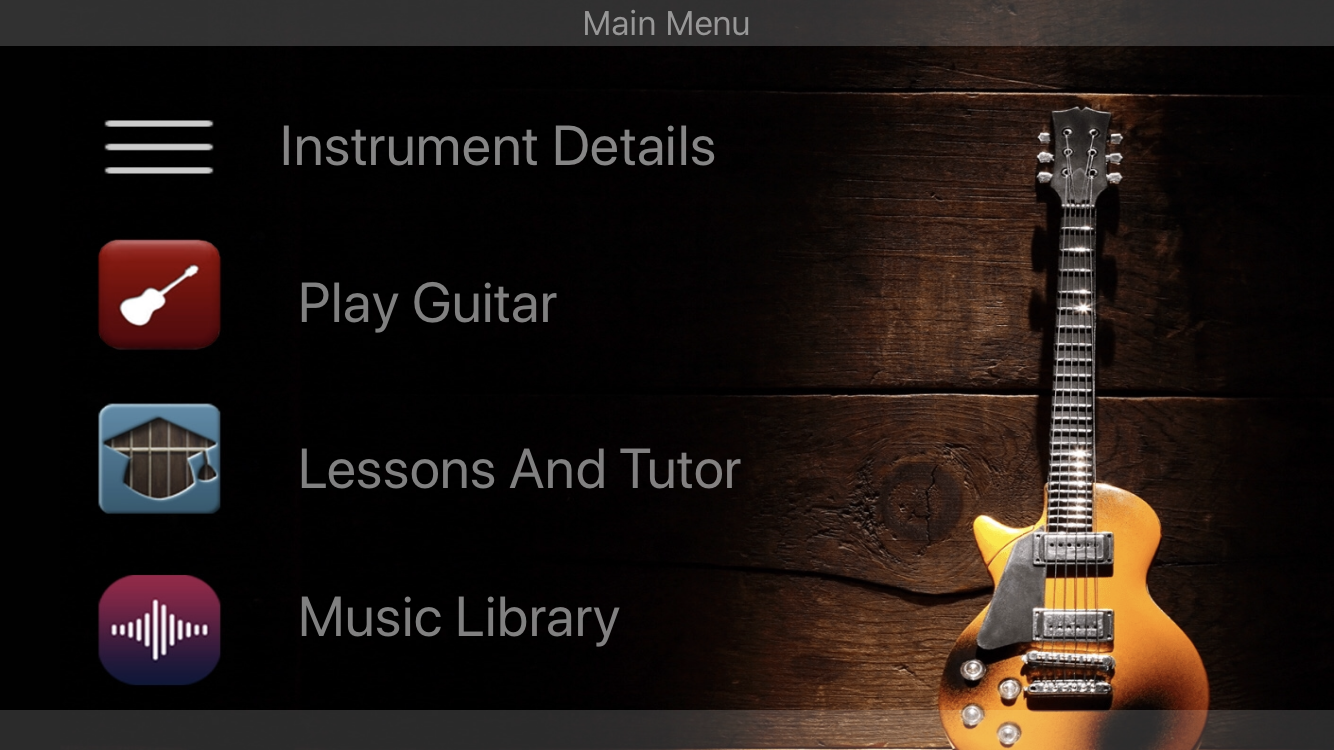 Main Menu
Instrument Details
Play Guitar
Lessons And Tutor
Music Library